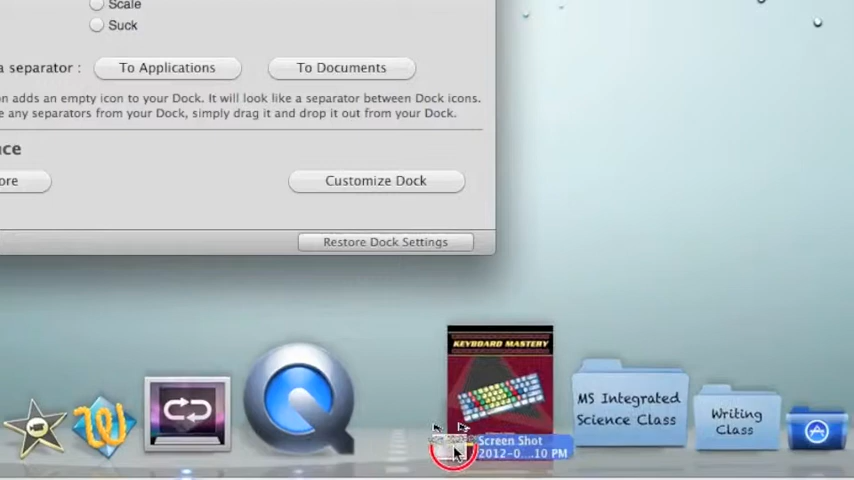 Scale
Suck
a separator :
To Applications
To Documents
on adds an empty icon to your Dock. It will look like a separator between Dock icons.
e any separators from your Dock, simply drag it and drop it out from your Dock.
ce
ore
Customize Dock
Restore Dock Settings
KEYBOARD MASTERY
MS Integrated
Science Class
Writing
Class
Screen Shot
2012-0....10 PM